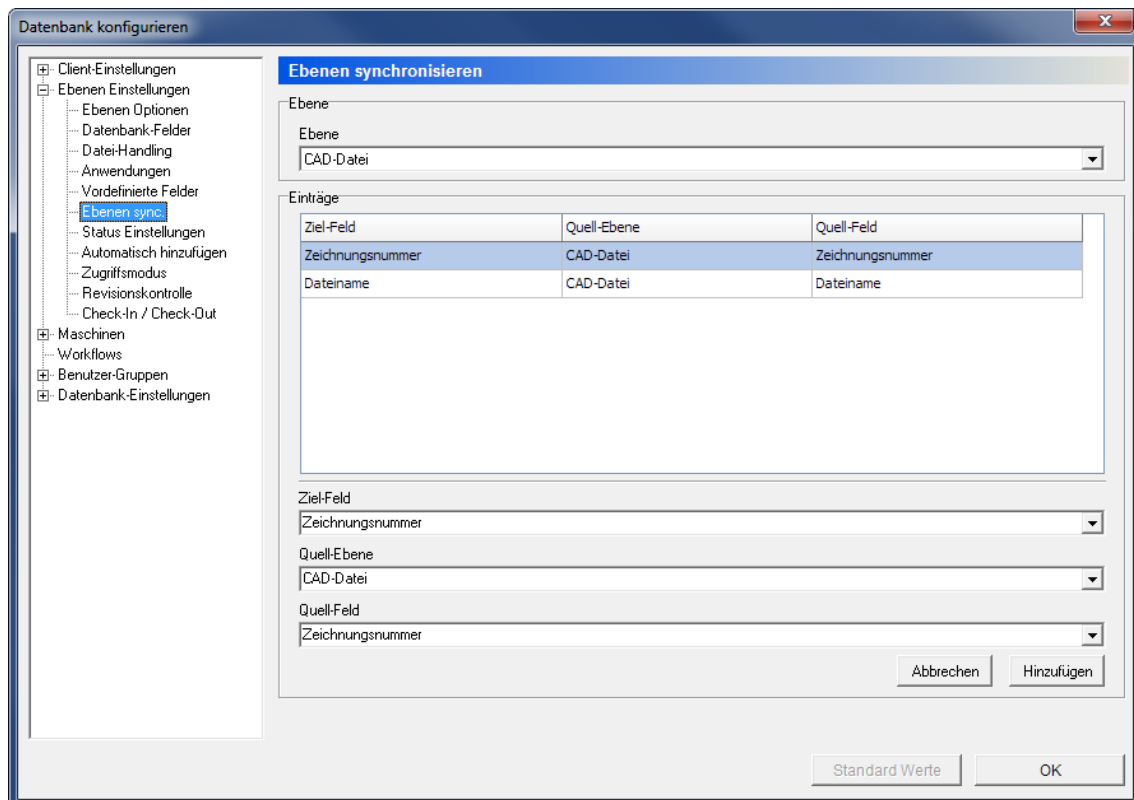 Datenbank konfigurieren
Client-Einstellungen
Ebenen Einstellungen
Ebenen Optionen
Datenbank-Felder
Datei-Handling
Anwendungen
Vordefinierte Felder
Ebenen sync.
Status Einstellungen
Automatisch hinzufügen
Zugriffsmodus
Revisionskontrolle
Check-In / Check-Out
Maschinen
Workflows
Benutzer-Gruppen
Datenbank-Einstellungen
Ebenen synchronisieren
Ebene
Ebene
CAD-Datei
Einträge
Ziel-Feld Quell-Ebene Quell-Feld
Zeichnungsnummer CAD-Datei Zeichnungsnummer
Dateiname CAD-Datei Dateiname
Ziel-Feld
Zeichnungsnummer
Quell-Ebene
CAD-Datei
Quell-Feld
Zeichnungsnummer
Abbrechen Hinzufügen
Standard Werte OK